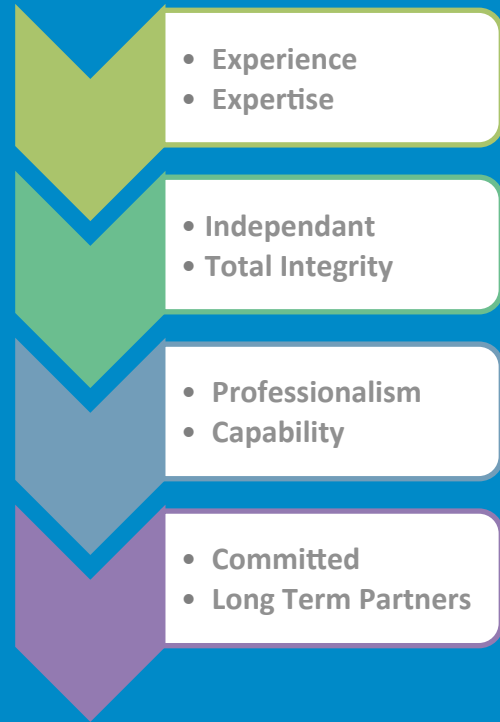 • Experience
• Expertise
• Independant
• Total Integrity
• Professionalism
• Capability
• Committed
• Long Term Partners